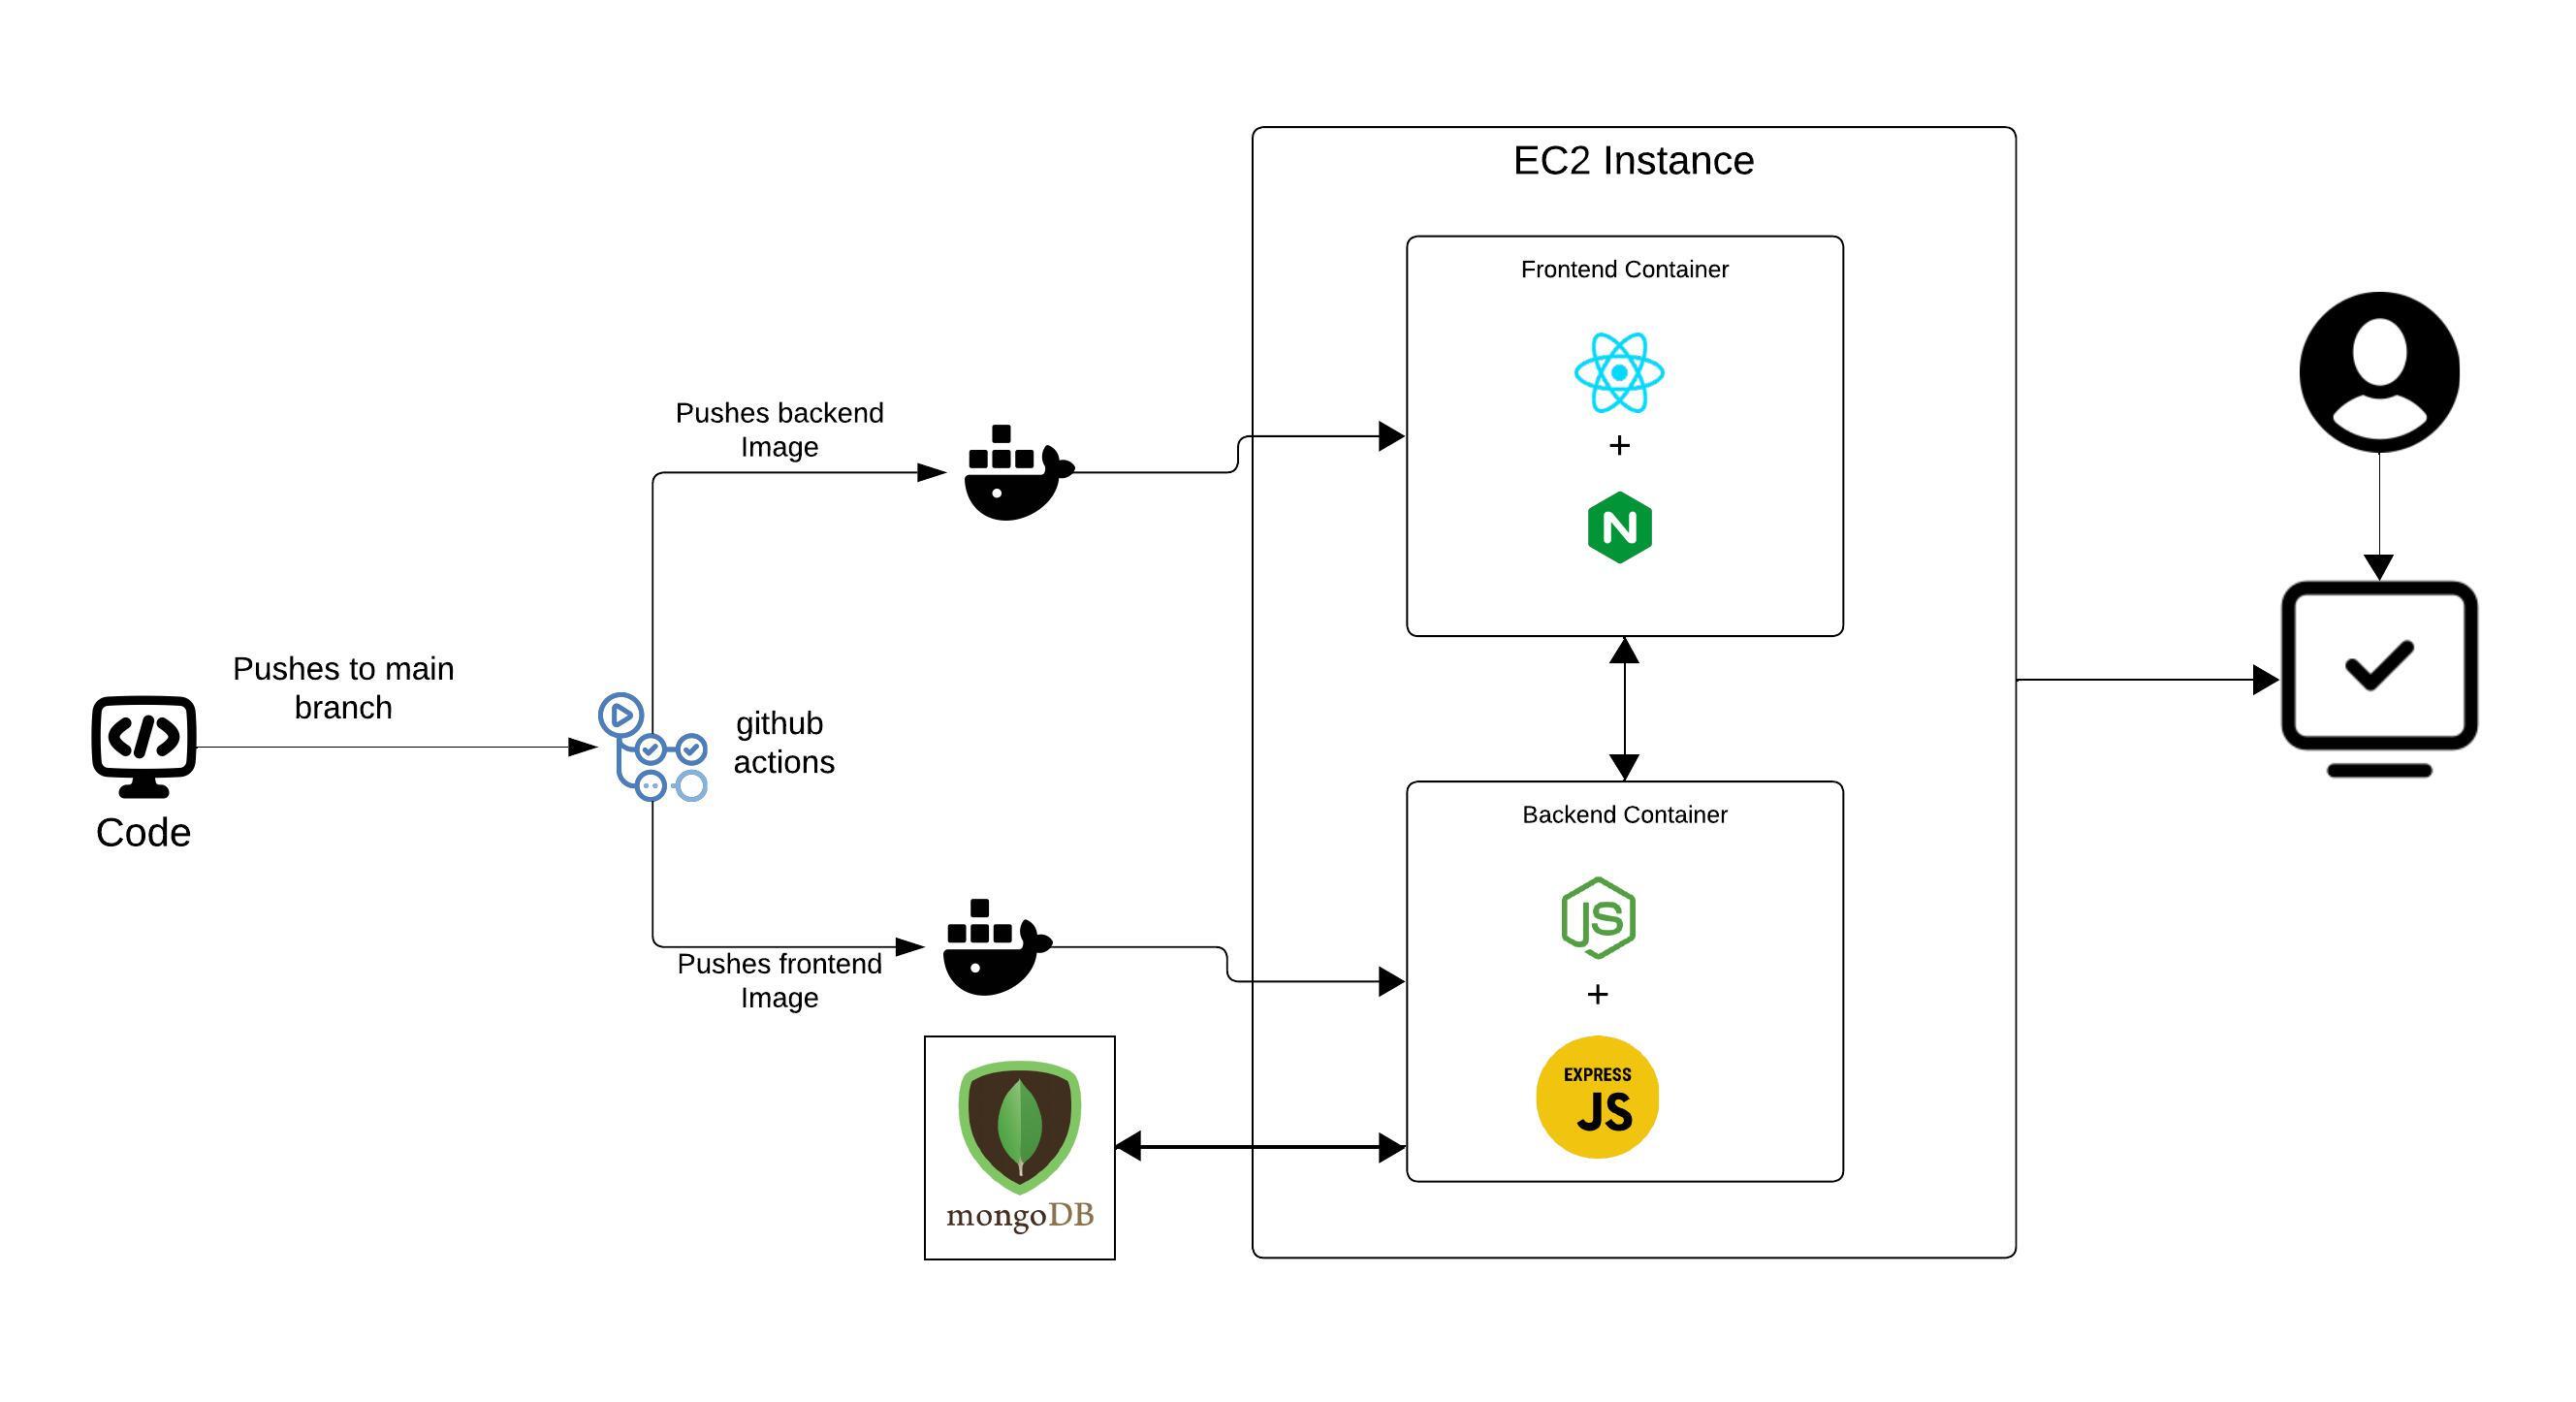 EC2 Instance
Frontend Container
+
N
Pushes backend
Image
Pushes to main
branch
</>
Code
github
actions
Pushes frontend
Image
Backend Container
JS
+
EXPRESS
JS
mongoDB